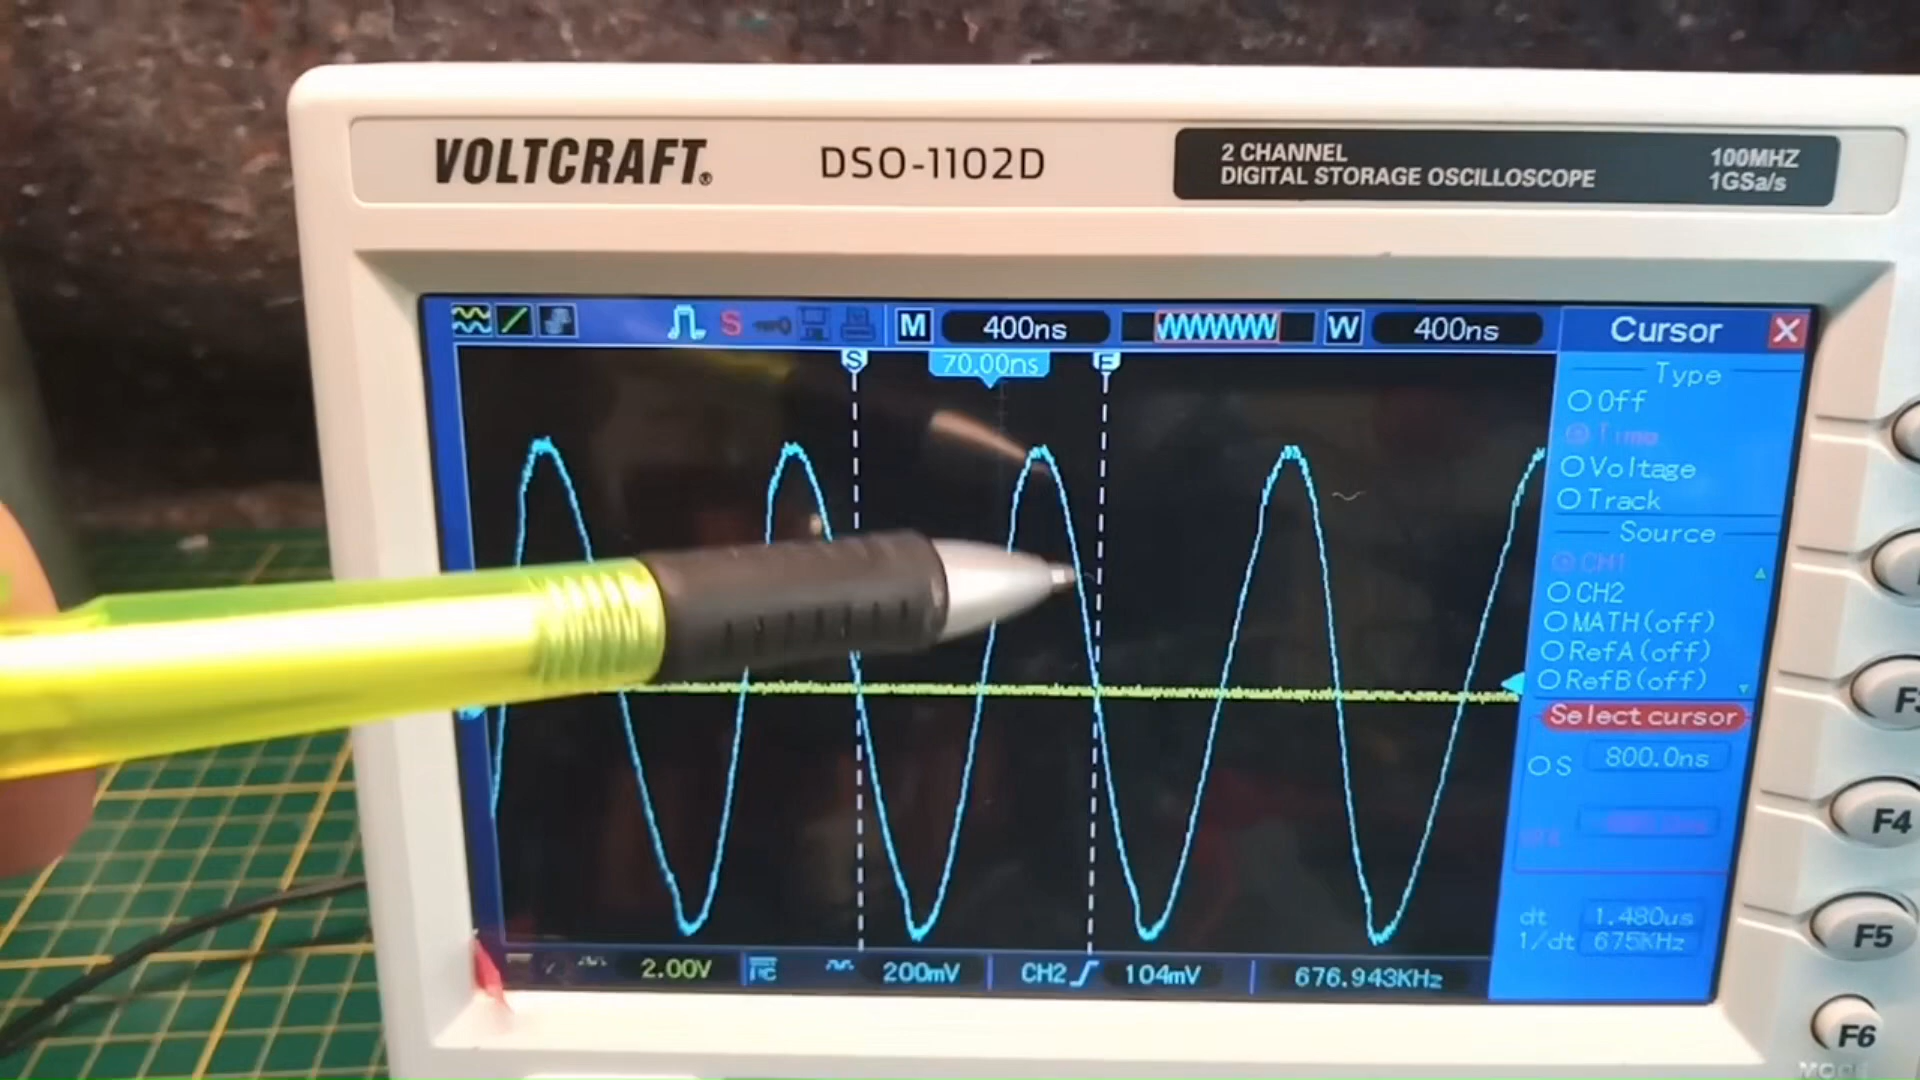 VOLTCRAFT®
DSO-1102D
2 CHANNEL
DIGITAL STORAGE OSCILLOSCOPE
100MHZ
1GSa/s
S
M 400ns
W 400ns
Cursor X
S 70.00ns E
Type
Off
Time
Voltage
Track
Source
CH1
CH2
MATH(off)
RefA(off)
RefB(off)
Select cursor
S 800.0ns
dt 1.480us
1/dt 675KHz
2.00V
200mV
CH2 104mV
676.943KHz
F4
F5
F6